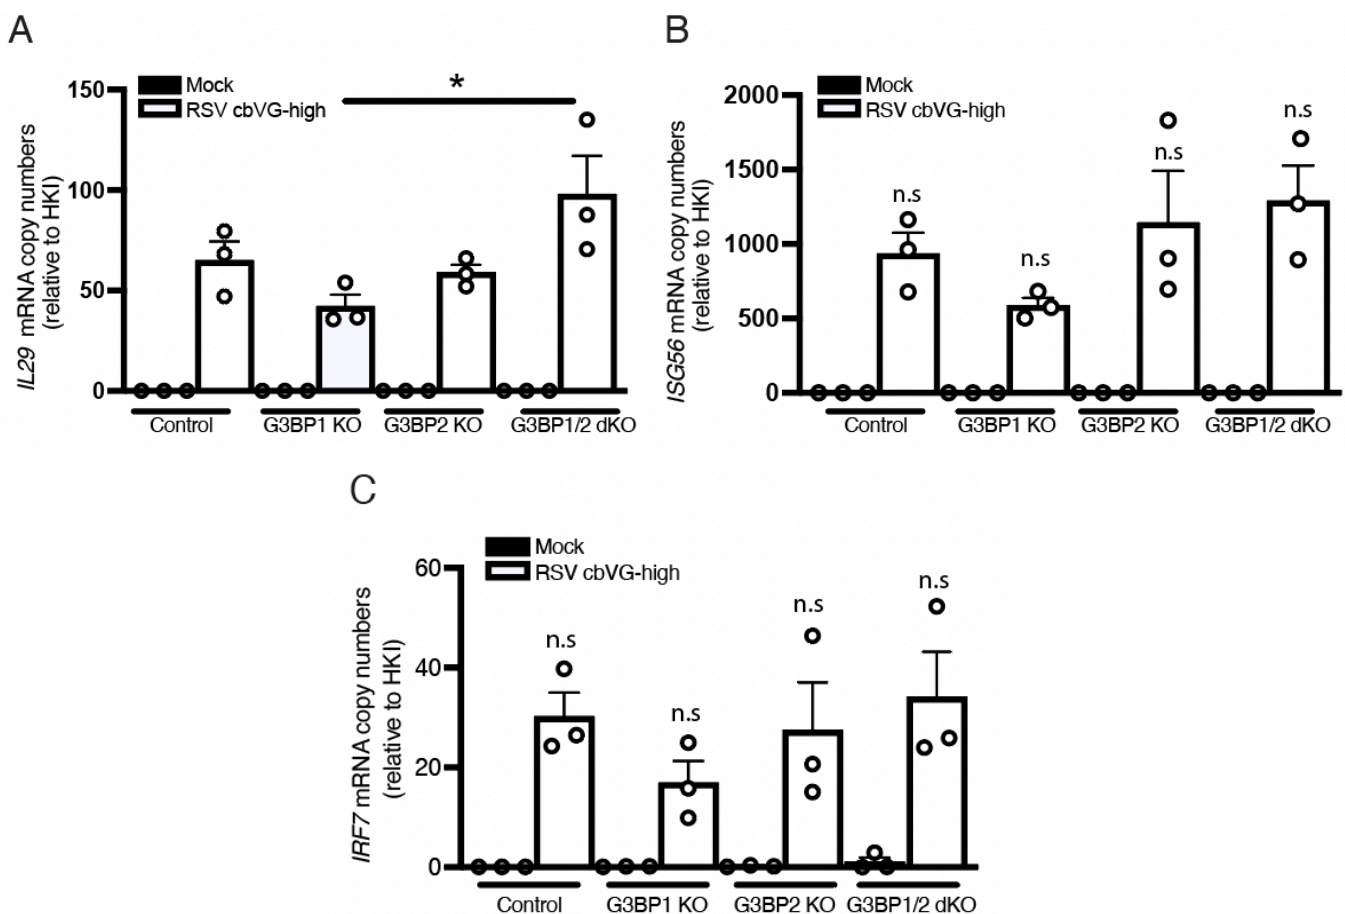 A
IL29 mRNA copy numbers
(relative to HKI)
150
100
50
0
Mock
RSV cbVG-high
*
Control
G3BP1 KO
G3BP2 KO
G3BP1/2 dKO
B
ISG56 mRNA copy numbers
(relative to HKI)
2000
1500
1000
500
0
Mock
RSV cbVG-high
n.s
n.s
n.s
n.s
Control
G3BP1 KO
G3BP2 KO
G3BP1/2 dKO
C
IRF7 mRNA copy numbers
(relative to HKI)
60
40
20
0
Mock
RSV cbVG-high
n.s
n.s
n.s
n.s
Control
G3BP1 KO
G3BP2 KO
G3BP1/2 dKO